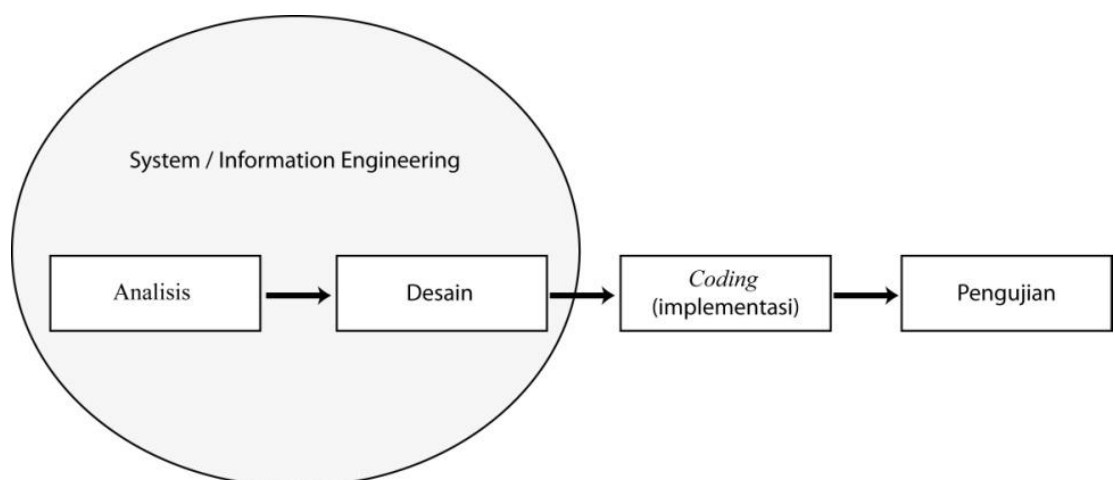 System / Information Engineering
Analisis
Desain
Coding
(implementasi)
Pengujian